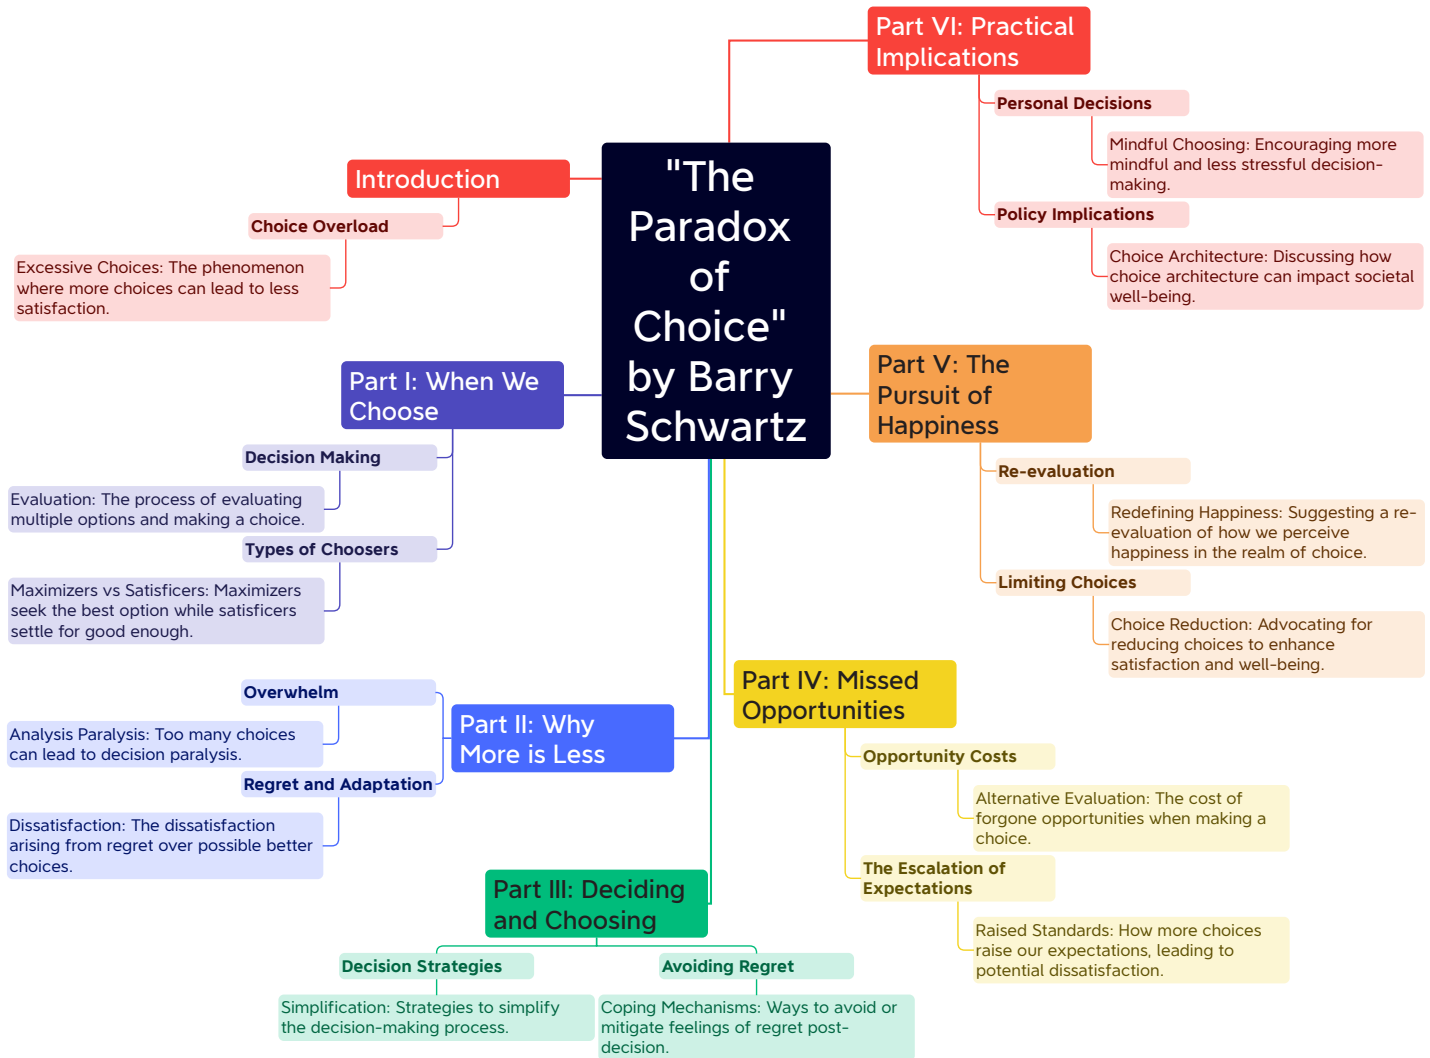 "The
Paradox
of
Choice"
by Barry
Schwartz
Introduction
Choice Overload
Excessive Choices: The phenomenon
where more choices can lead to less
satisfaction.
Part I: When We
Choose
Decision Making
Evaluation: The process of evaluating
multiple options and making a choice.
Types of Choosers
Maximizers vs Satisficers: Maximizers
seek the best option while satisficers
settle for good enough.
Part II: Why
More is Less
Overwhelm
Analysis Paralysis: Too many choices
can lead to decision paralysis.
Regret and Adaptation
Dissatisfaction: The dissatisfaction
arising from regret over possible better
choices.
Part III: Deciding
and Choosing
Decision Strategies
Simplification: Strategies to simplify
the decision-making process.
Avoiding Regret
Coping Mechanisms: Ways to avoid or
mitigate feelings of regret post-
decision.
Part IV: Missed
Opportunities
Opportunity Costs
Alternative Evaluation: The cost of
forgone opportunities when making a
choice.
The Escalation of
Expectations
Raised Standards: How more choices
raise our expectations, leading to
potential dissatisfaction.
Part V: The
Pursuit of
Happiness
Re-evaluation
Redefining Happiness: Suggesting a re-
evaluation of how we perceive
happiness in the realm of choice.
Limiting Choices
Choice Reduction: Advocating for
reducing choices to enhance
satisfaction and well-being.
Part VI: Practical
Implications
Personal Decisions
Mindful Choosing: Encouraging more
mindful and less stressful decision-
making.
Policy Implications
Choice Architecture: Discussing how
choice architecture can impact societal
well-being.